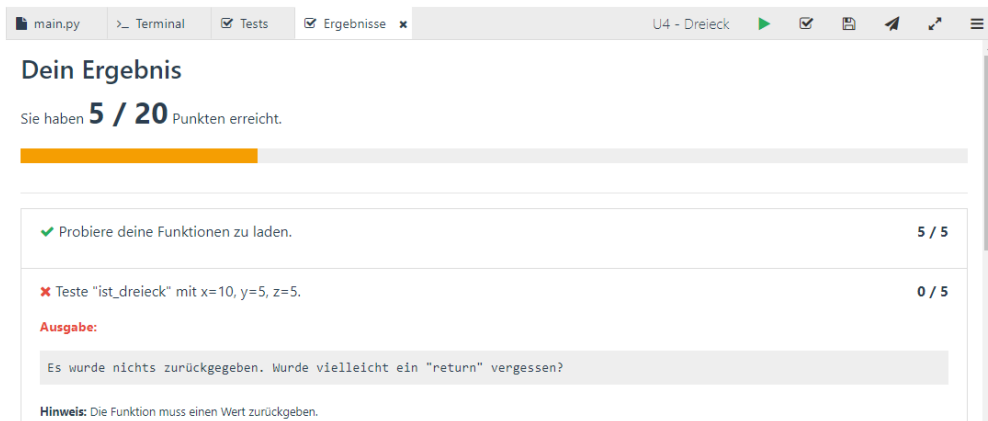 main.py >_ Terminal Tests Ergebnisse × U4 - Dreieck
Dein Ergebnis
Sie haben 5 / 20 Punkten erreicht.
Probiere deine Funktionen zu laden. 5 / 5
Teste "ist_dreieck" mit x=10, y=5, z=5. 0 / 5
Ausgabe:
Es wurde nichts zurückgegeben. Wurde vielleicht ein "return" vergessen?
Hinweis: Die Funktion muss einen Wert zurückgeben.